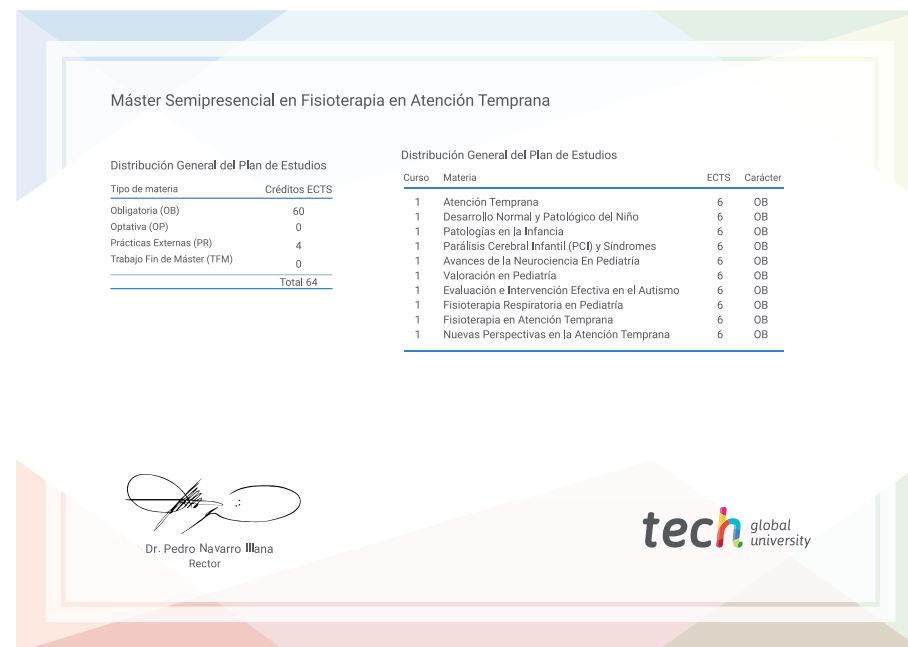 Máster Semipresencial en Fisioterapia en Atención Temprana
Distribución General del Plan de Estudios
Tipo de materia Créditos ECTS
Obligatoria (OB) 60
Optativa (OP) 0
Prácticas Externas (PR) 4
Trabajo Fin de Máster (TFM) 0
Total 64
Distribución General del Plan de Estudios
Curso Materia ECTS Carácter
1 Atención Temprana 6 OB
1 Desarrollo Normal y Patológico del Niño 6 OB
1 Patologías en la Infancia 6 OB
1 Parálisis Cerebral Infantil (PCI) y Síndromes 6 OB
1 Avances de la Neurociencia En Pediatría 6 OB
1 Valoración en Pediatría 6 OB
1 Evaluación e Intervención Efectiva en el Autismo 6 OB
1 Fisioterapia Respiratoria en Pediatría 6 OB
1 Fisioterapia en Atención Temprana 6 OB
1 Nuevas Perspectivas en la Atención Temprana 6 OB
Dr. Pedro Navarro Illana
Rector
tech global
university